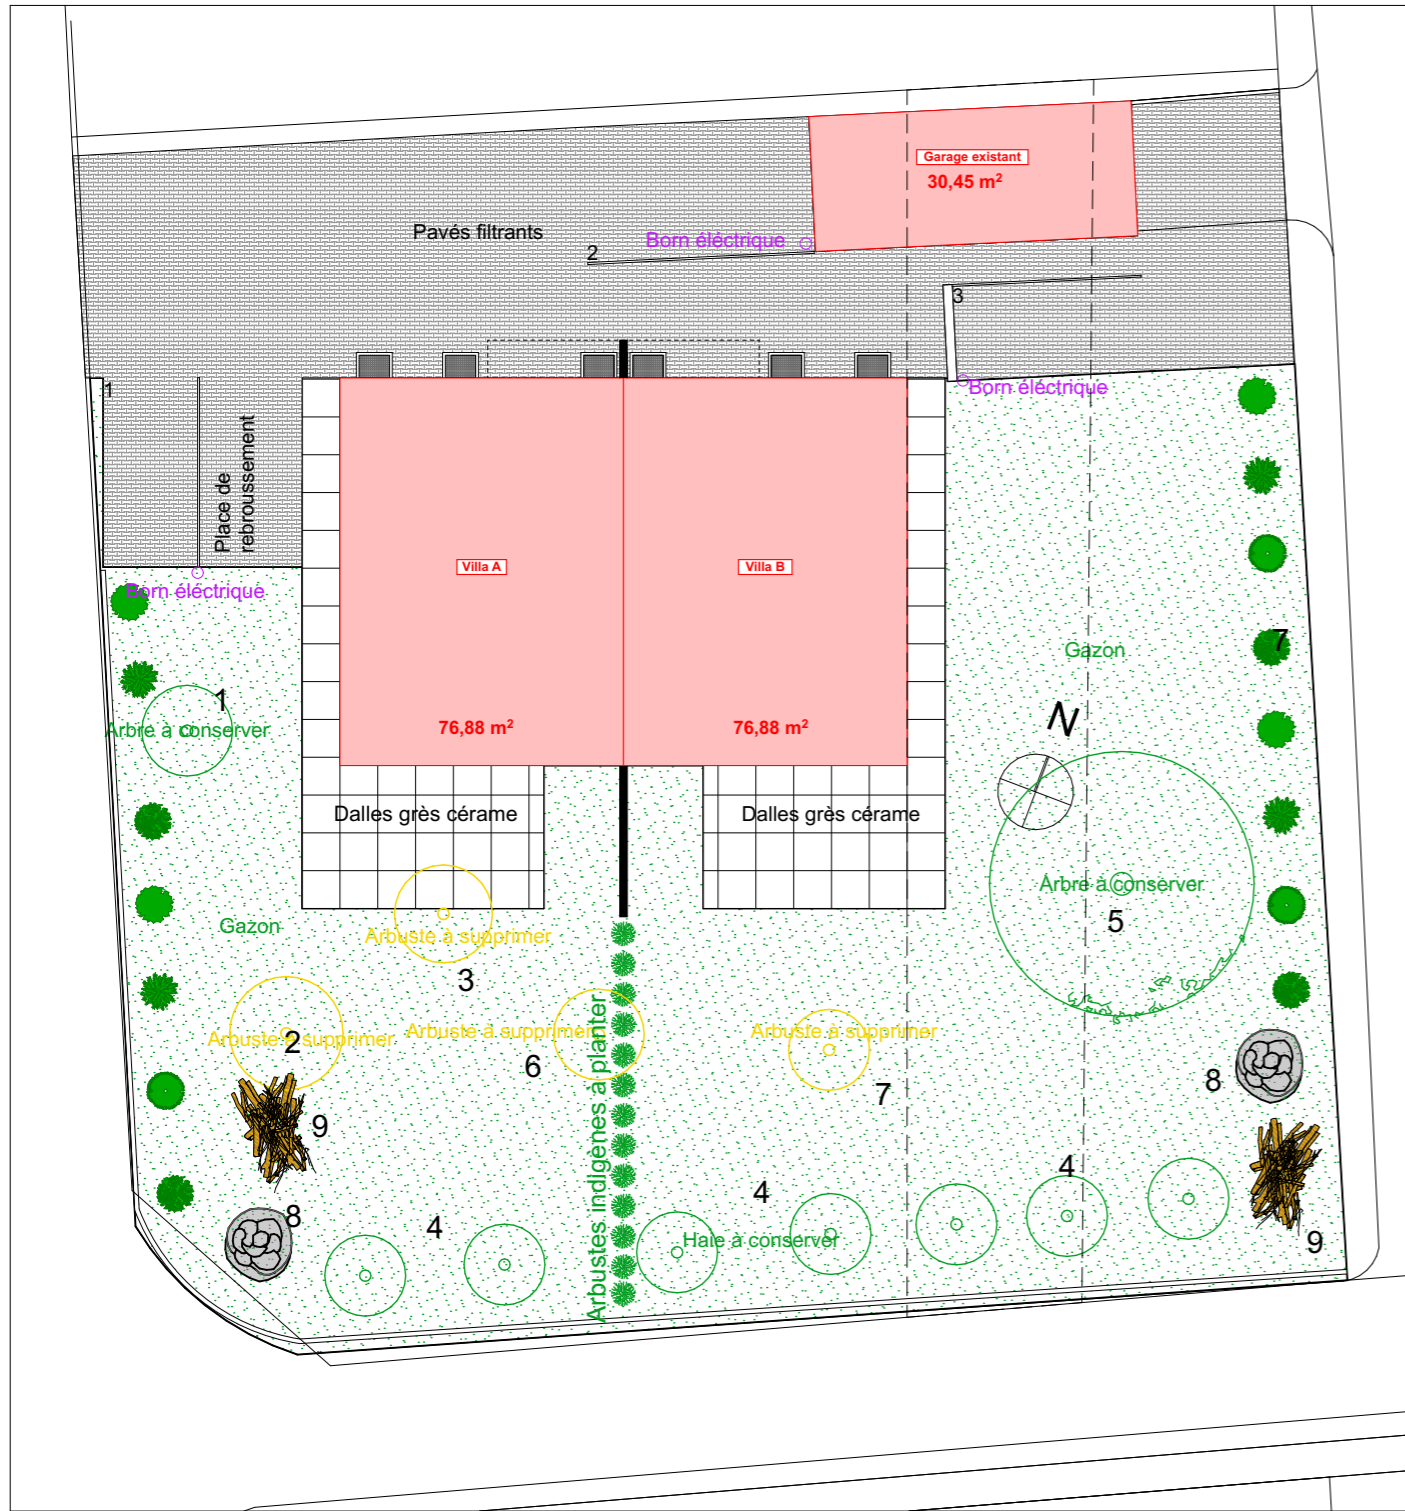 Garage existant
30,45 m²
Pavés filtrants
Born éléctrique
2
3
1
Born éléctrique
Place de
rebroussement
Villa A
Villa B
Born éléctrique
7
Gazon
1
N
Arbre à conserver
76,88 m²
76,88 m²
Dalles grès cérame
Dalles grès cérame
Arbre à conserver
5
Gazon
Arbuste à supprimer
3
Arbuste à supprimer
2
Arbuste à supprimer
6
Arbuste à supprimer
7
Arbustes indigènes à planter
8
9
8
4
4
4
Haie à conserver
9